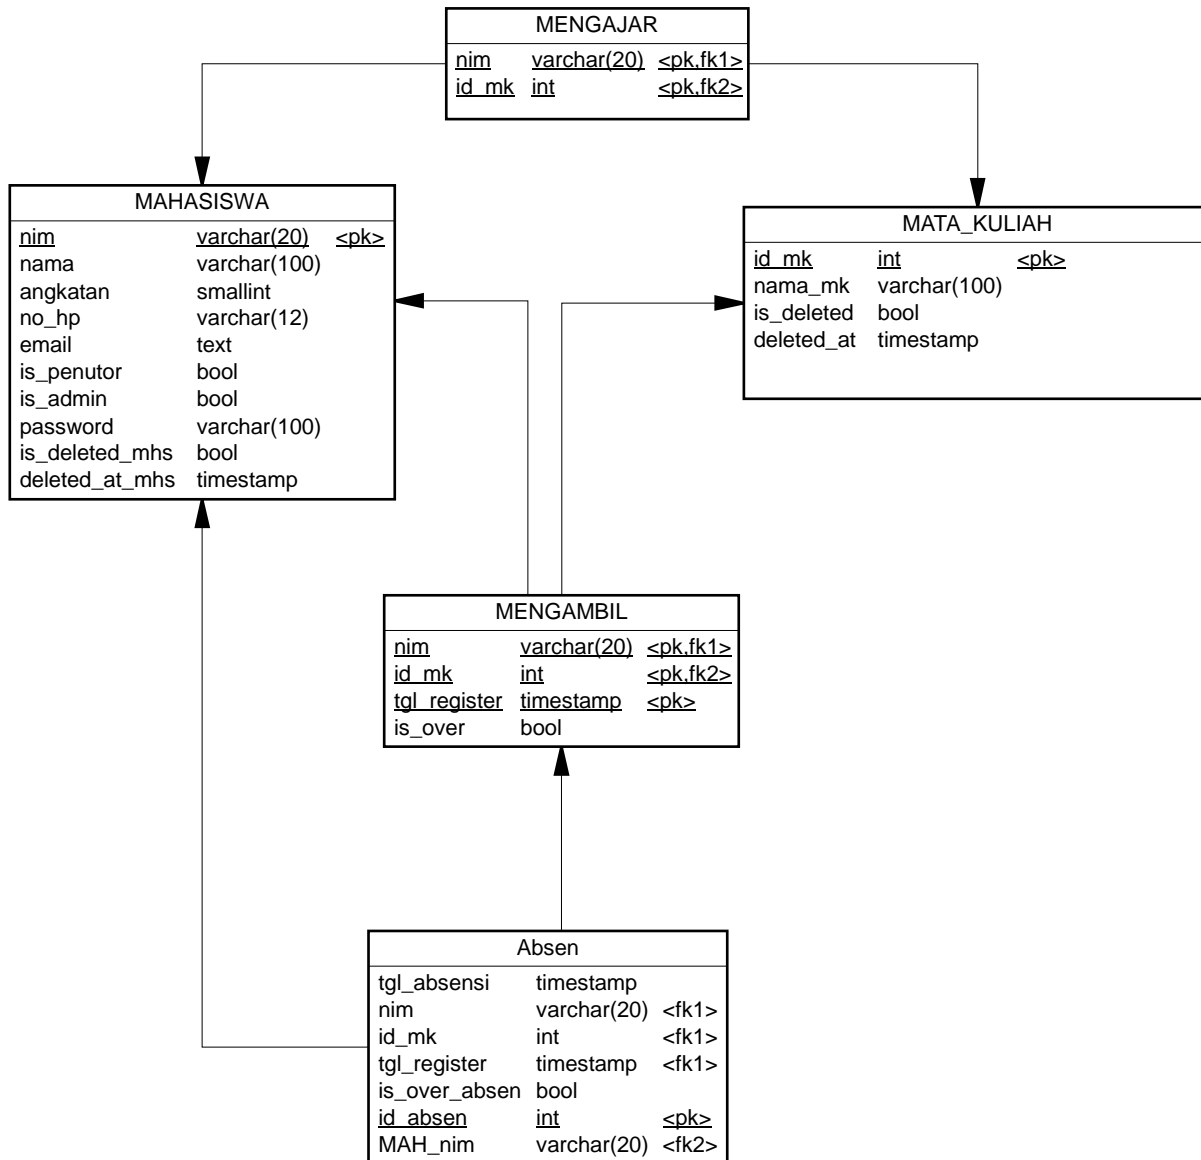 MENGAJAR
nim varchar(20) <pk,fk1>
id_mk int <pk,fk2>
MAHASISWA
nim varchar(20) <pk>
nama varchar(100)
angkatan smallint
no_hp varchar(12)
email text
is_penutor bool
is_admin bool
password varchar(100)
is_deleted_mhs bool
deleted_at_mhs timestamp
MATA_KULIAH
id_mk int <pk>
nama_mk varchar(100)
is_deleted bool
deleted_at timestamp
MENGAMBIL
nim varchar(20) <pk,fk1>
id_mk int <pk,fk2>
tgl_register timestamp <pk>
is_over bool
Absen
tgl_absensi timestamp
nim varchar(20) <fk1>
id_mk int <fk1>
tgl_register timestamp <fk1>
is_over_absen bool
id_absen int <pk>
MAH_nim varchar(20) <fk2>